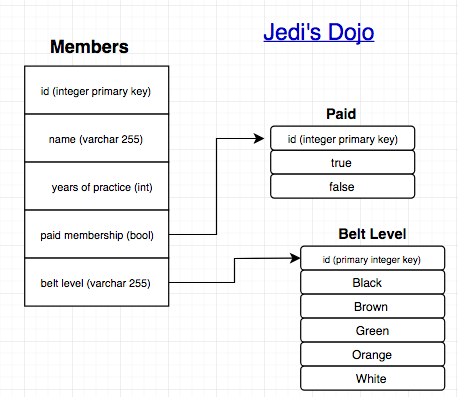 Jedi's Dojo
Members
id (integer primary key)
name (varchar 255)
years of practice (int)
paid membership (bool)
belt level (varchar 255)
Paid
id (integer primary key)
true
false
Belt Level
id (primary integer key)
Black
Brown
Green
Orange
White